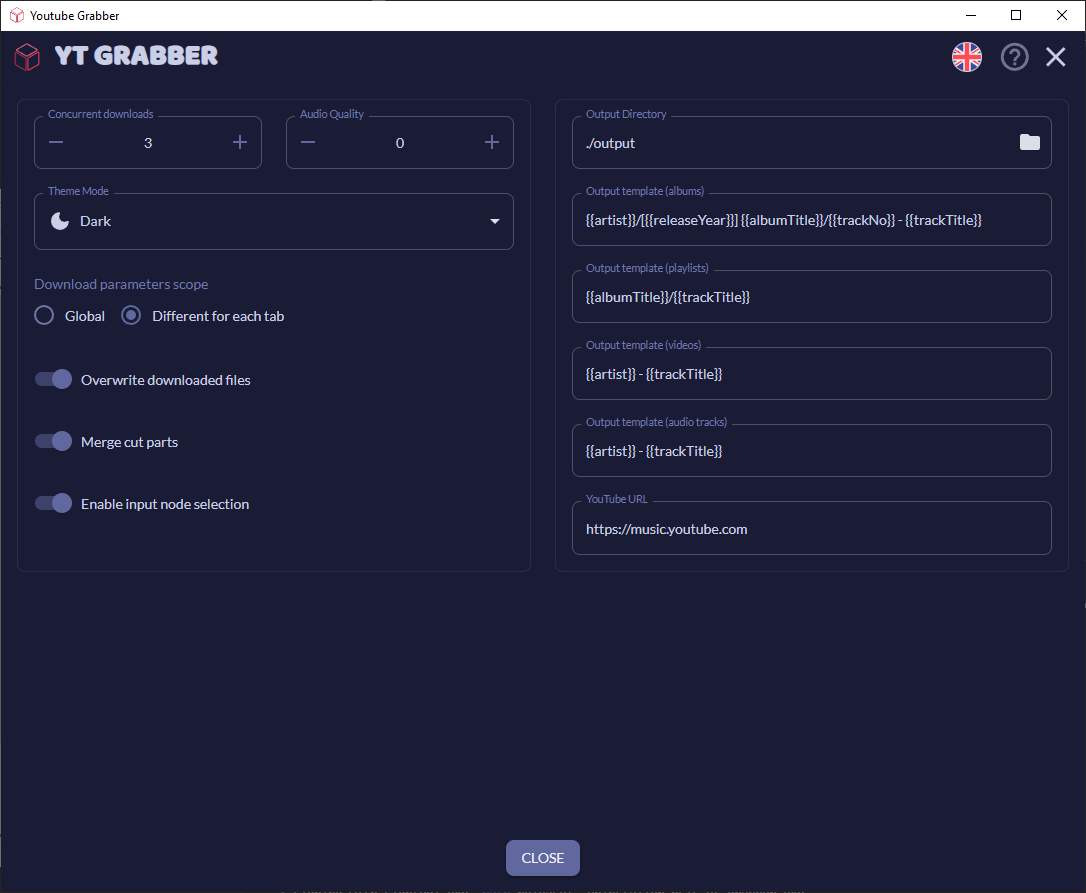 Youtube Grabber
YT GRABBER
Concurrent downloads
3
Audio Quality
0
Theme Mode
Dark
Download parameters scope
Global
Different for each tab
Overwrite downloaded files
Merge cut parts
Enable input node selection
Output Directory
./output
Output template (albums)
{{artist}}/[{{releaseYear}}] {{albumTitle}}/{{trackNo}} - {{trackTitle}}
Output template (playlists)
{{albumTitle}}/{{trackTitle}}
Output template (videos)
{{artist}} - {{trackTitle}}
Output template (audio tracks)
{{artist}} - {{trackTitle}}
YouTube URL
https://music.youtube.com
CLOSE